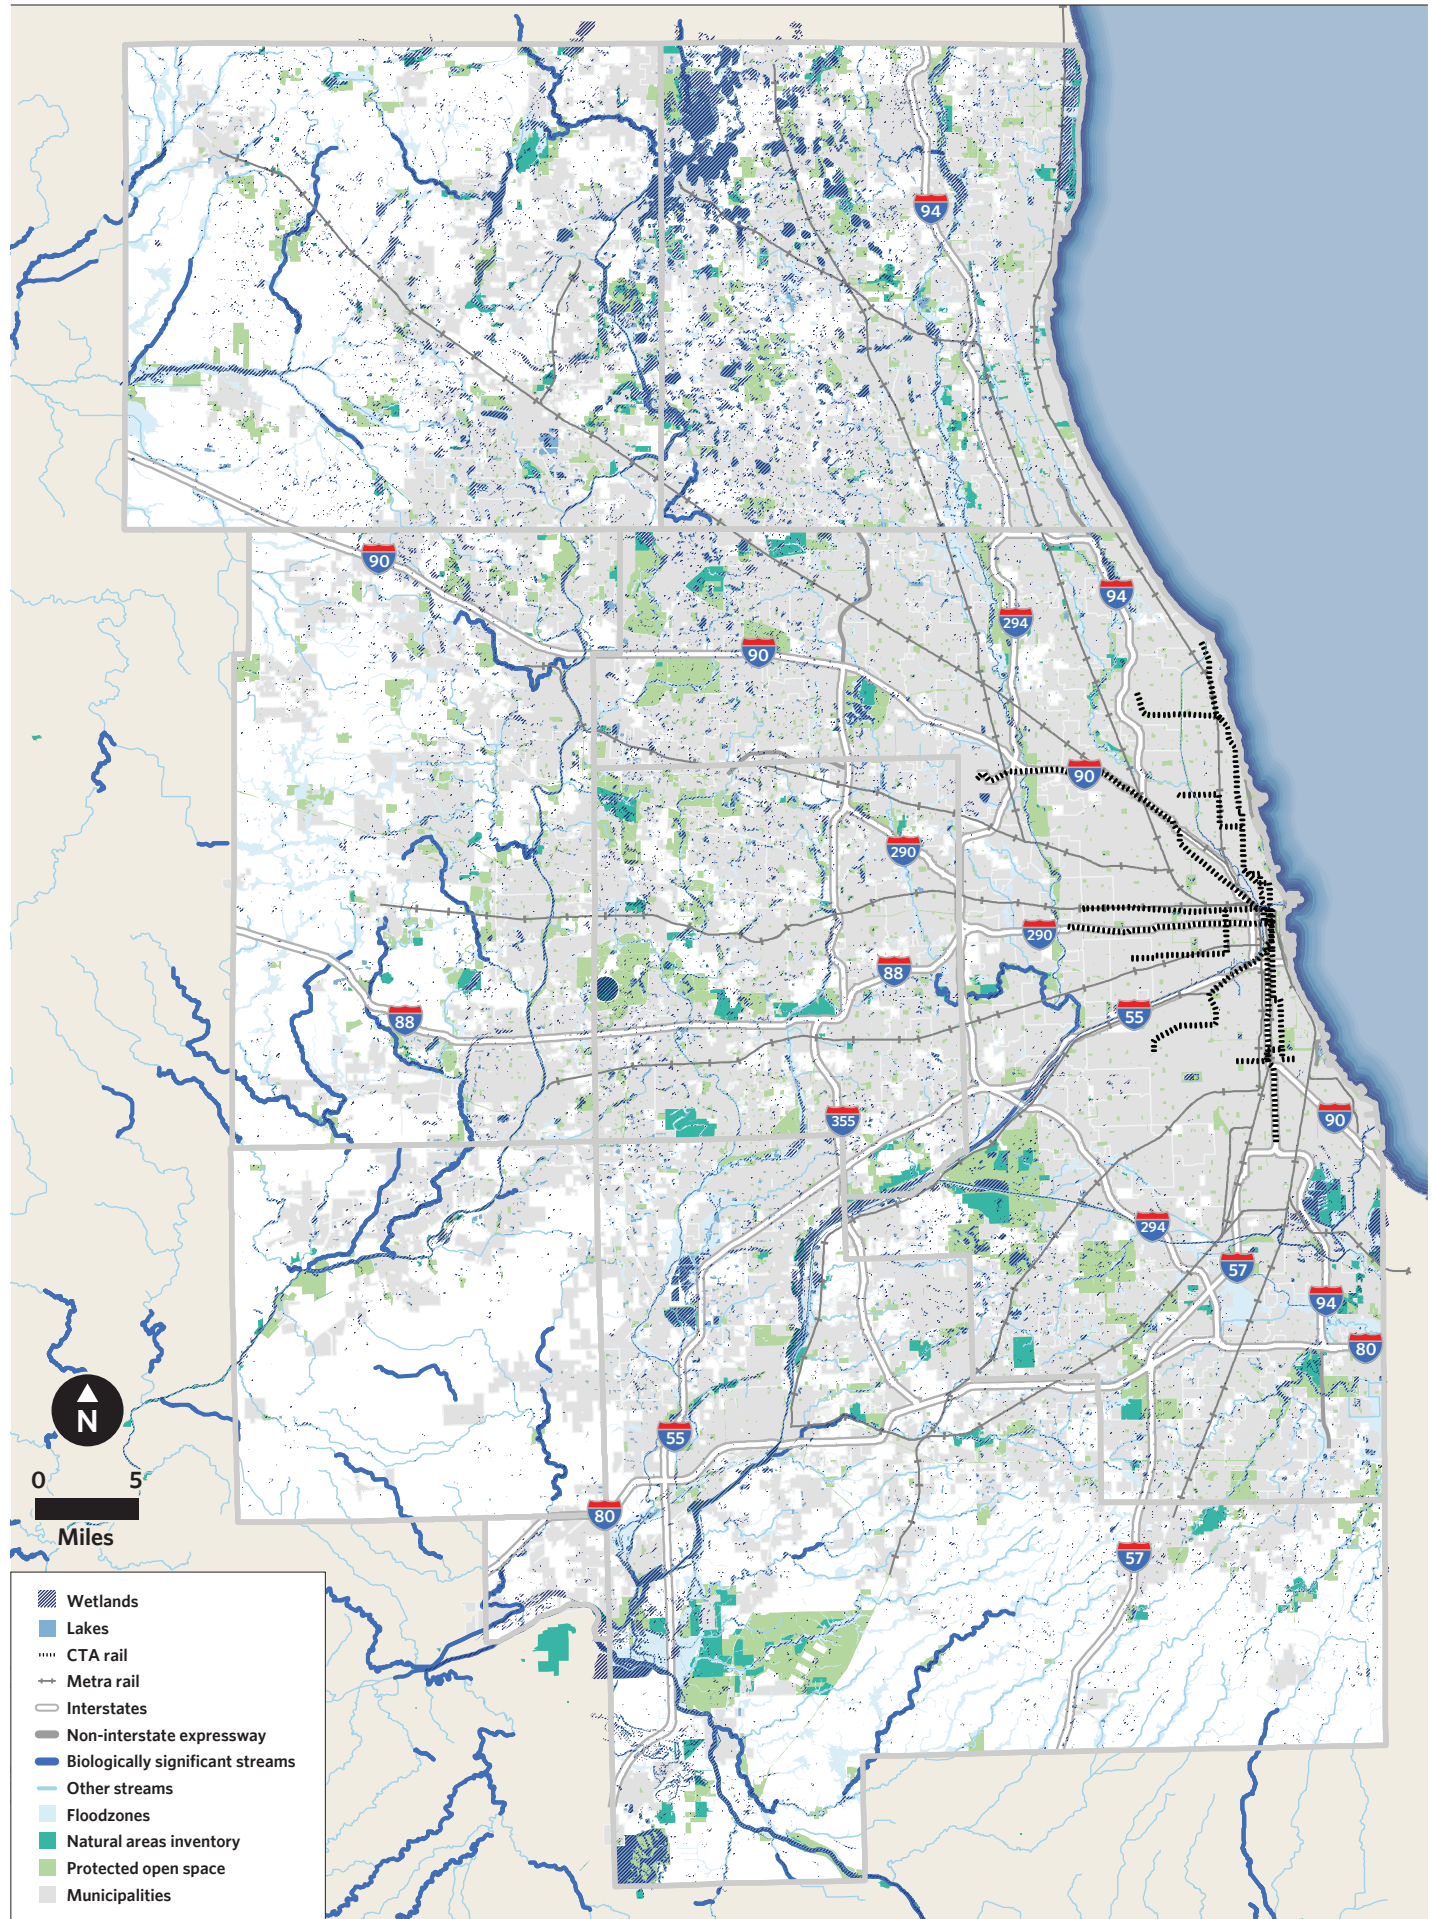 94
90
94
294
90
90
290
290
88
55
88
355
90
294
57
94
80
N
55
0 5
80
Miles
57
Wetlands
Lakes
CTA rail
Metra rail
Interstates
Non-interstate expressway
Biologically significant streams
Other streams
Floodzones
Natural areas inventory
Protected open space
Municipalities